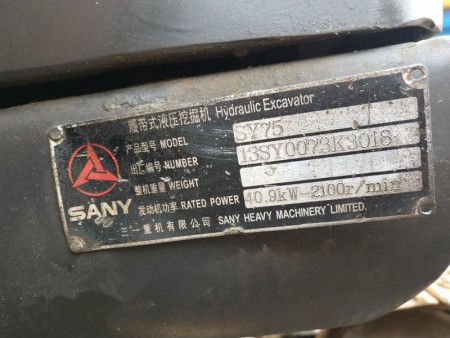 履带式液压挖掘机 Hydraulic Excavator
产品型号 MODEL SY75
出厂编号 NUMBER 13SY0073K3018
整机重量 WEIGHT
发动机功率 RATED POWER 40.9kW-2100r/min
SANY
三一重机有限公司 SANY HEAVY MACHINERY LIMITED.